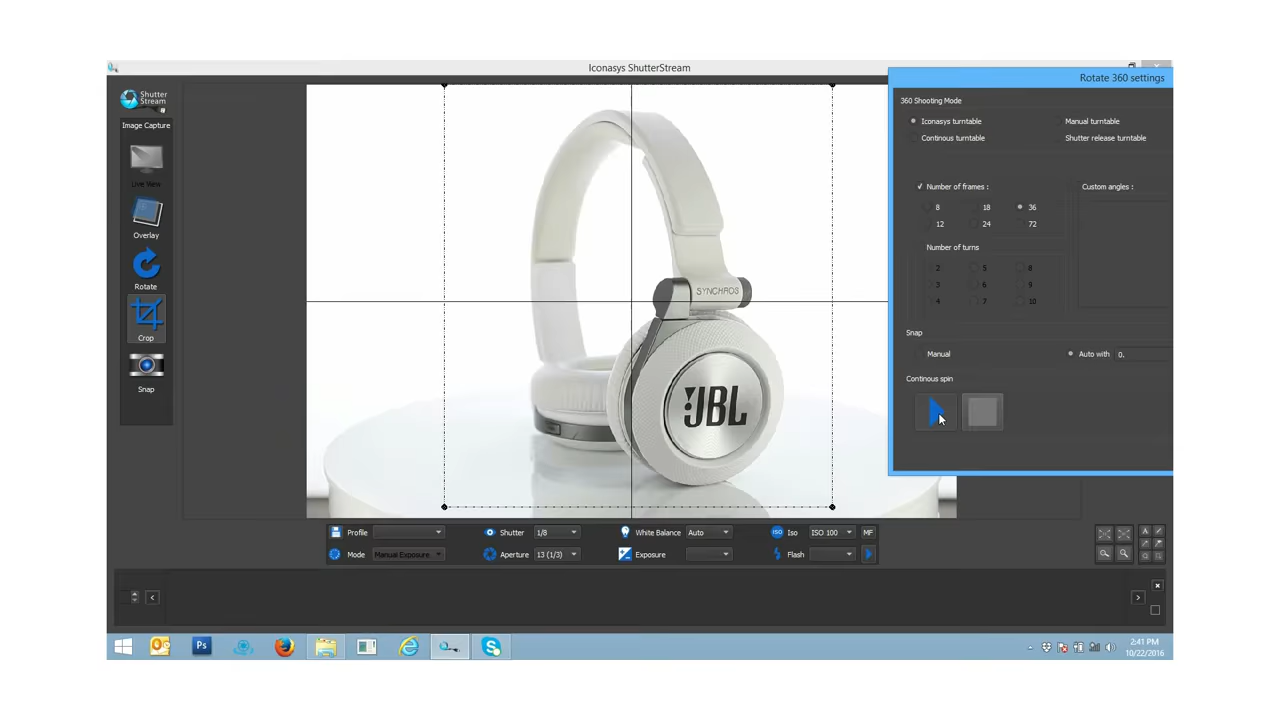 Iconasys ShutterStream
Rotate 360 settings
Shutter
Stream
Image Capture
Live View
Overlay
Rotate
Crop
Snap
360 Shooting Mode
Iconasys turntable
Manual turntable
Continous turntable
Shutter release turntable
Number of frames :
Custom angles :
8 18 36
12 24 72
Number of turns
2 5 8
3 6 9
4 7 10
Snap
Manual
Auto with 0.
Continous spin
SYNCHROS
JBL
Profile Shutter 1/8 White Balance Auto ISO Iso ISO 100 MF
Mode Manual Exposure Aperture 13 (1/3) Exposure Flash
A
< >
Ps
2:41 PM
10/22/2016